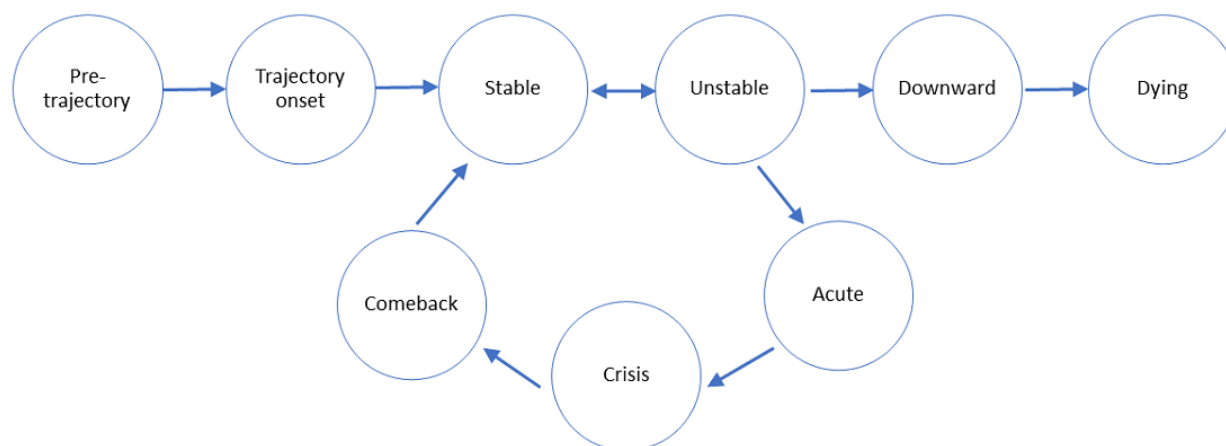 Pre-
trajectory
Trajectory
onset
Stable
Unstable
Downward
Dying
Comeback
Acute
Crisis